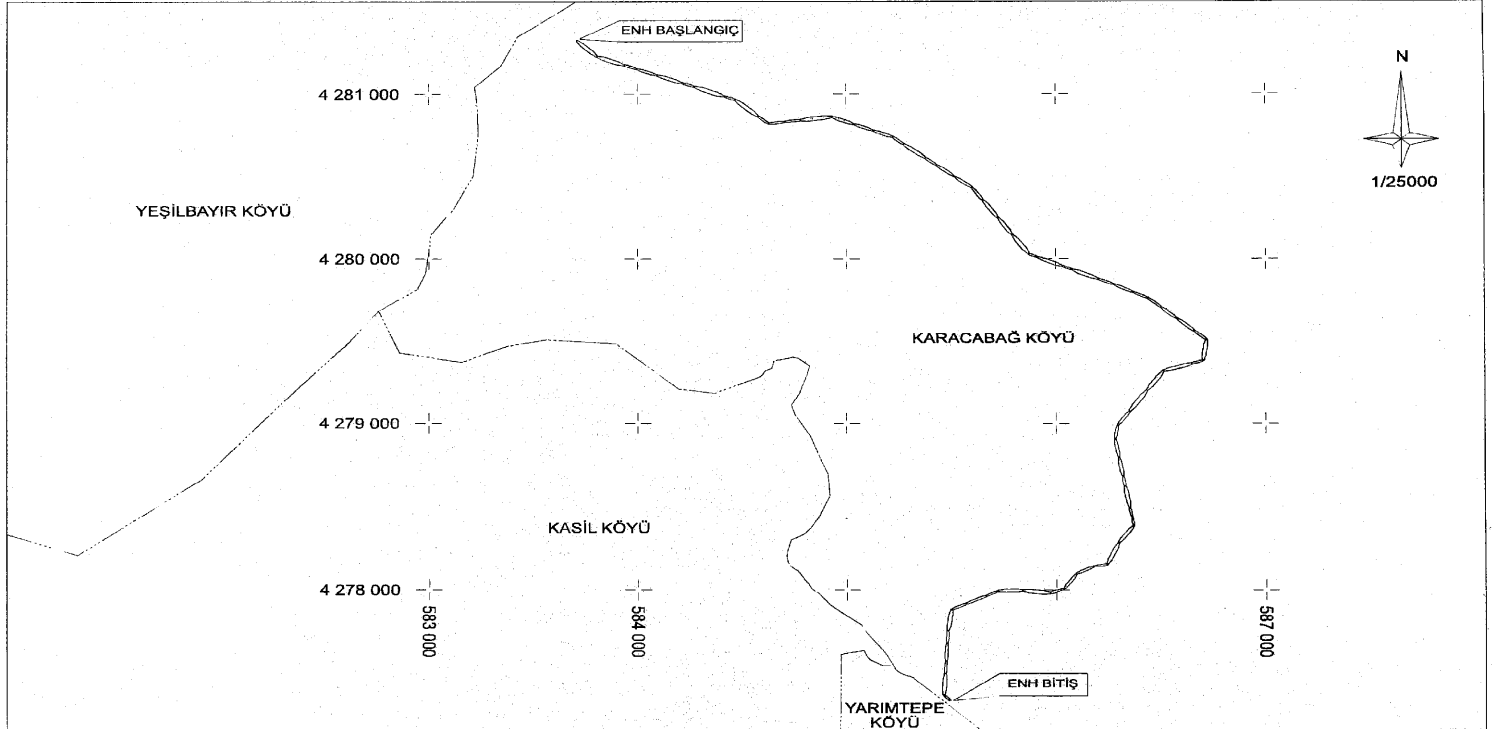 ENH BAŞLANGIÇ
N
4 281 000
1/25000
YEŞİLBAYIR KÖYÜ
4 280 000
KARACABAĞ KÖYÜ
4 279 000
KASİL KÖYÜ
4 278 000
583 000
584 000
587 000
ENH BİTİŞ
YARIMTEPE
KÖYÜ